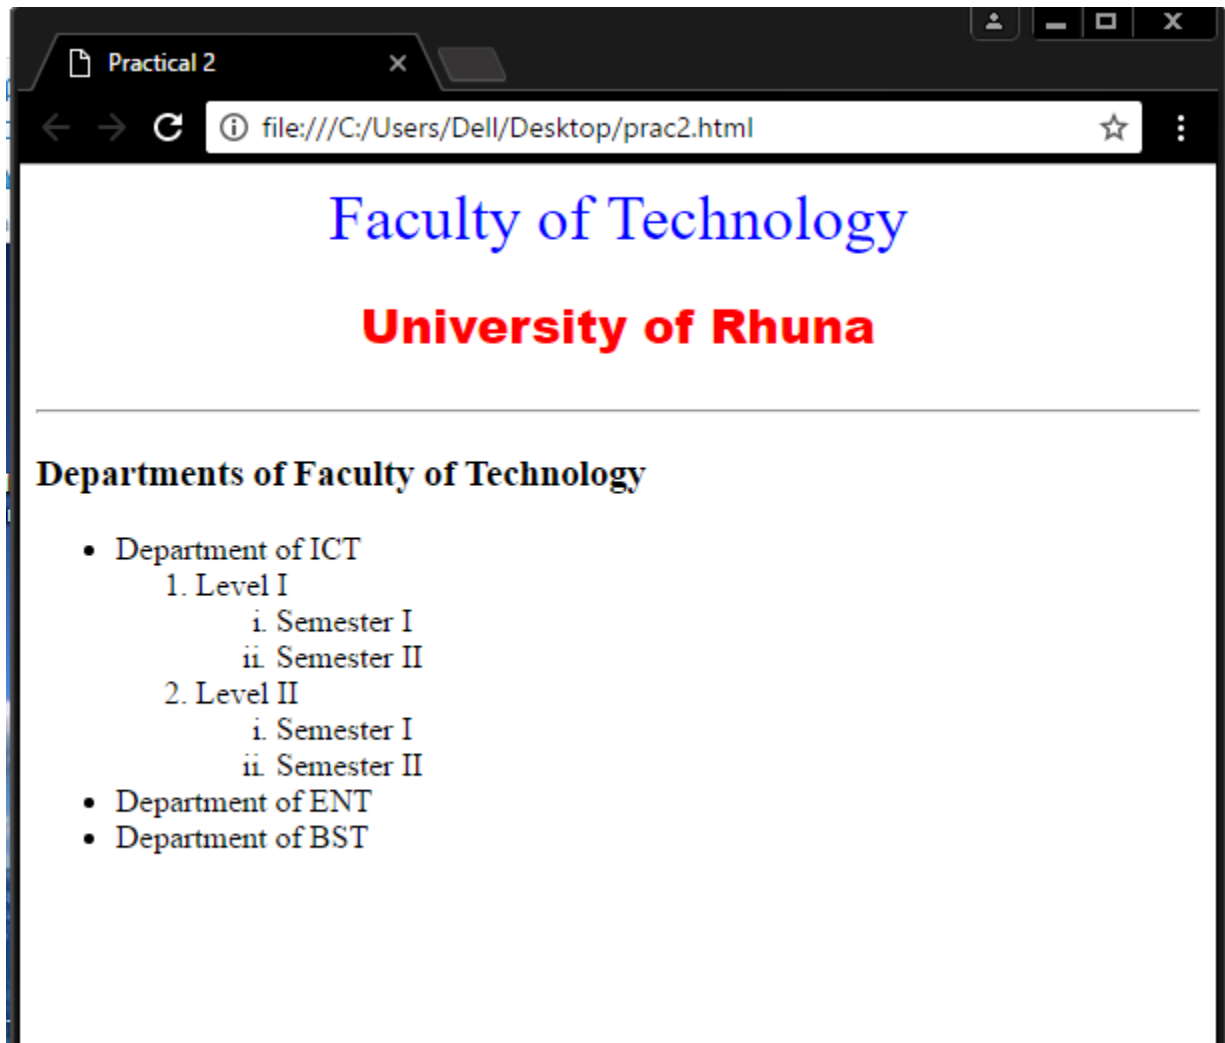 Practical 2
file:///C:/Users/Dell/Desktop/prac2.html
Faculty of Technology
University of Rhuna
Departments of Faculty of Technology
• Department of ICT
1. Level I
i. Semester I
ii. Semester II
2. Level II
i. Semester I
ii. Semester II
• Department of ENT
• Department of BST